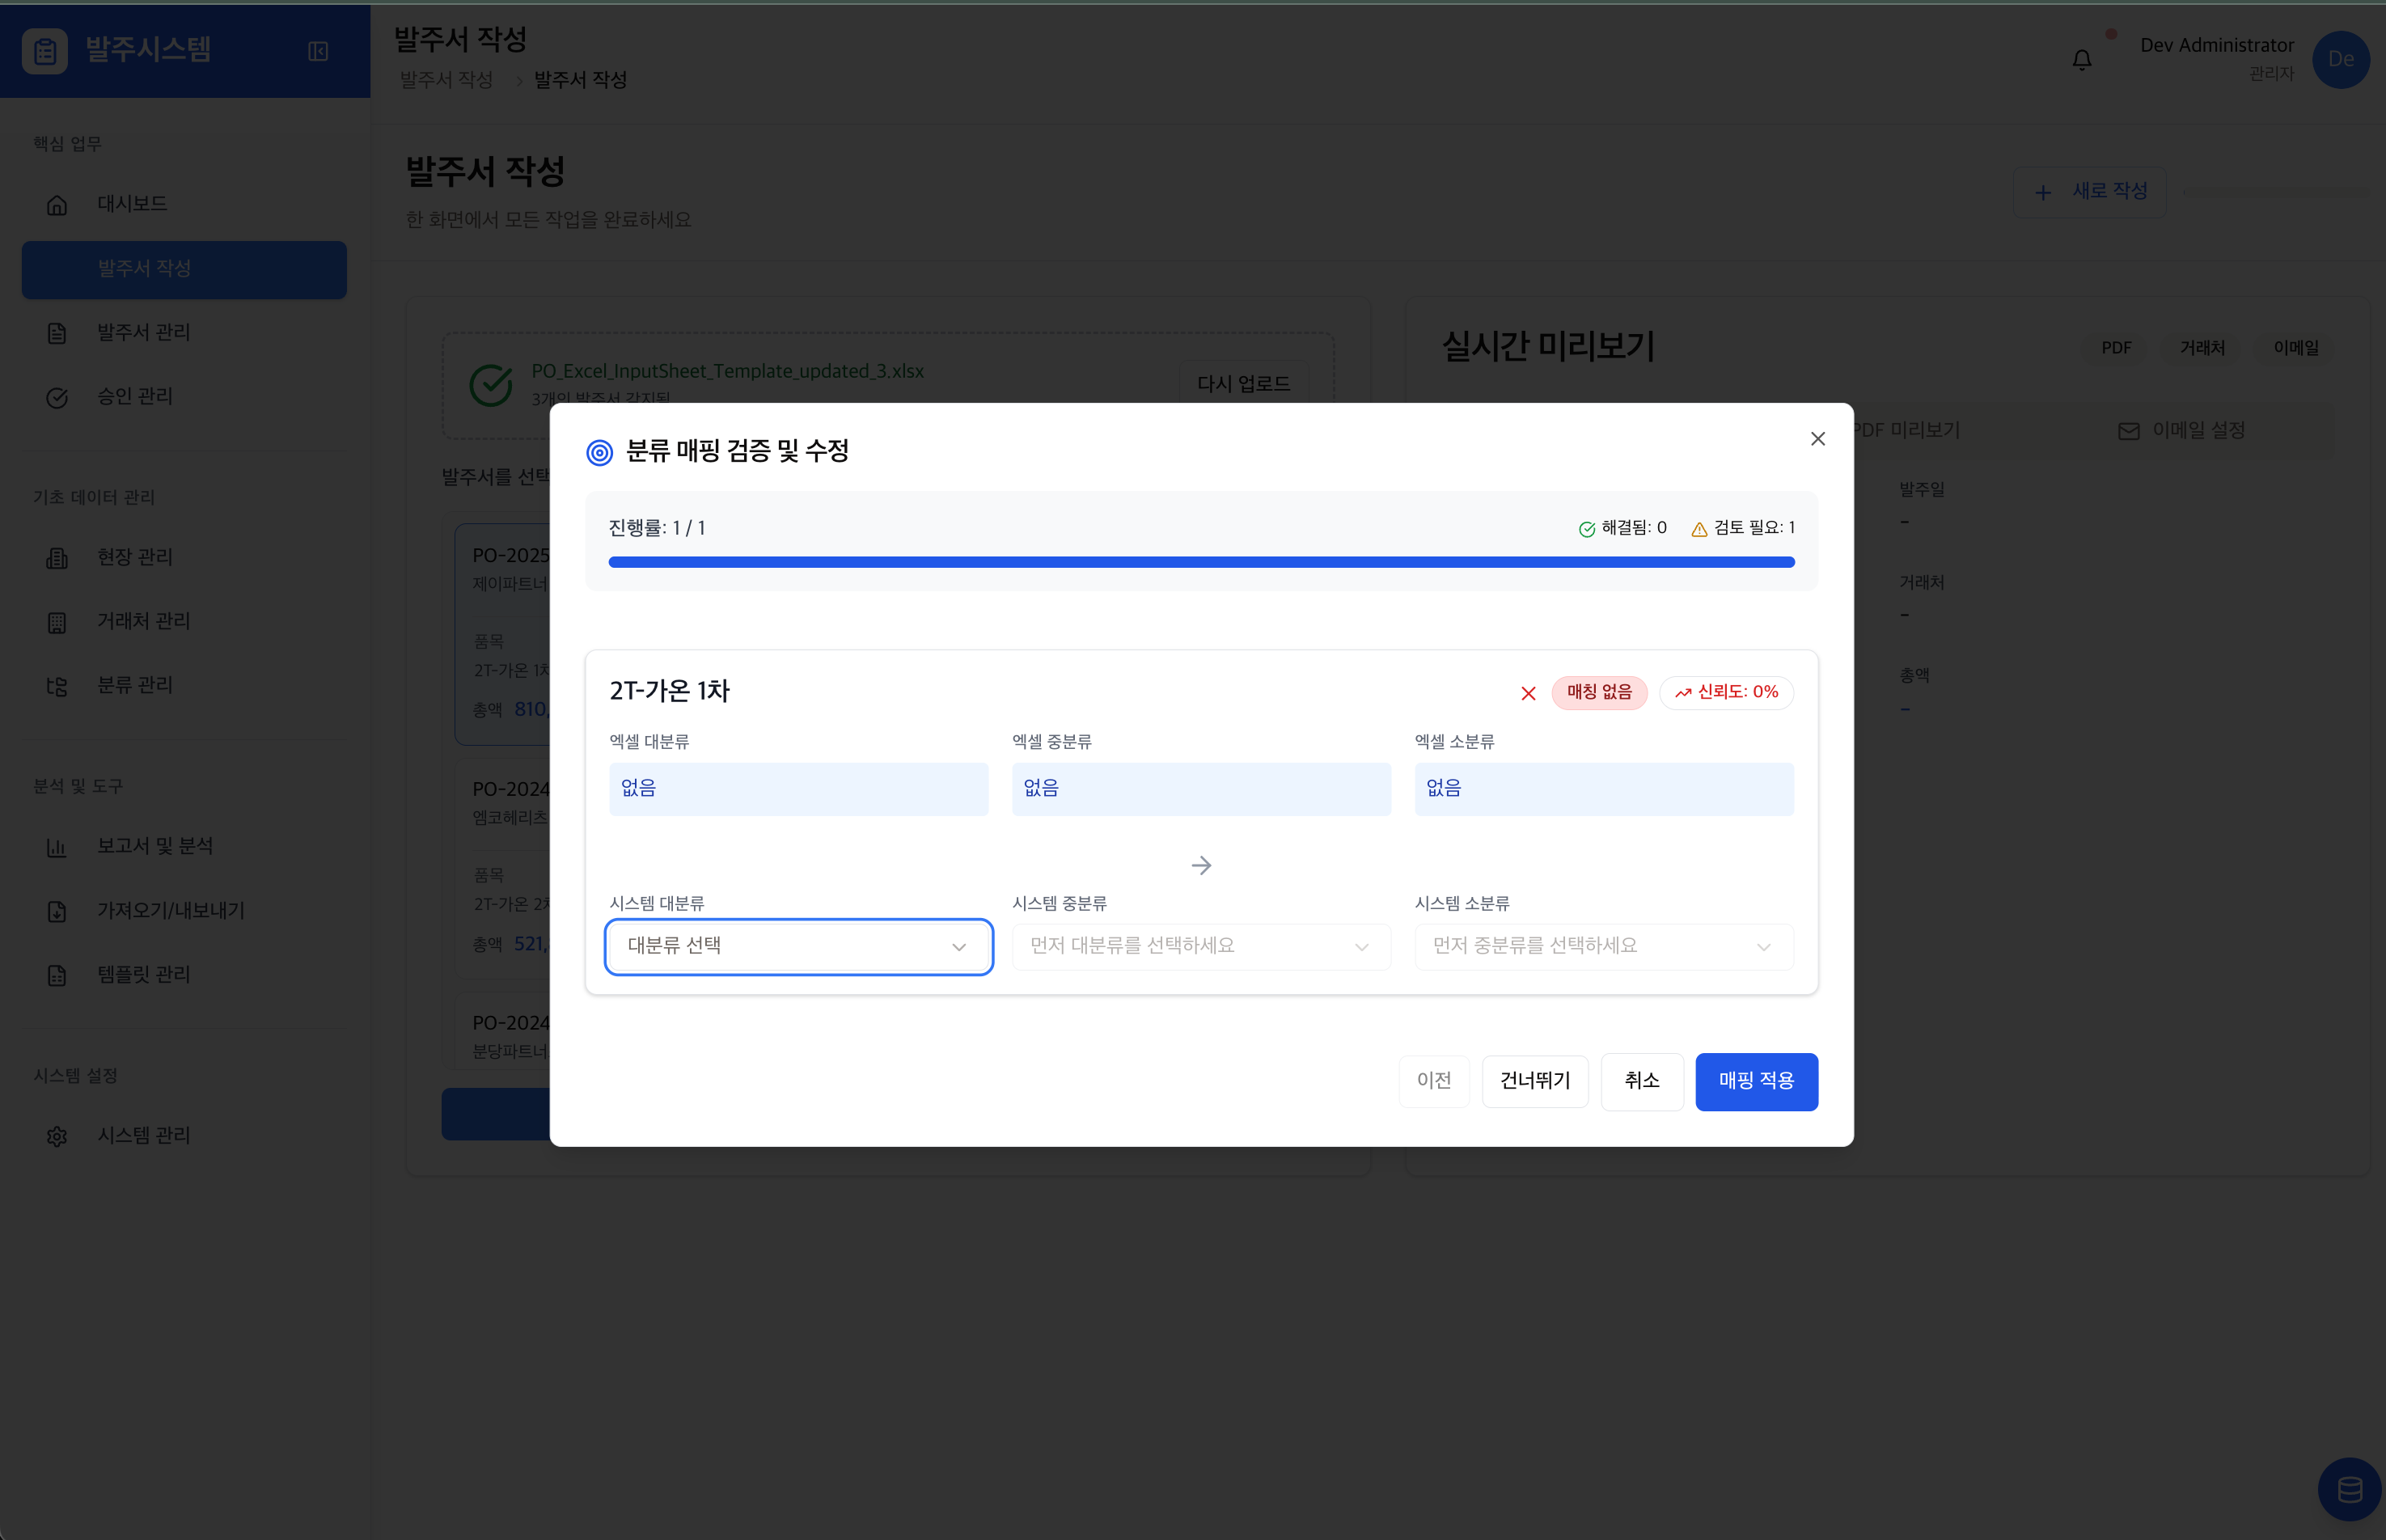 발주시스템
핵심 업무
대시보드
발주서 작성
발주서 관리
승인 관리
기초 데이터 관리
현장 관리
거래처 관리
분류 관리
분석 및 도구
보고서 및 분석
가져오기/내보내기
템플릿 관리
시스템 설정
시스템 관리
발주서 작성
발주서 작성 발주서 작성
Dev Administrator
관리자
De
발주서 작성
한 화면에서 모든 작업을 완료하세요
새로 작성
PO_Excel_InputSheet_Template_updated_3.xlsx
3개의 발주서 감지됨
다시 업로드
발주서를 선택
PO-2025
제이파트너
품목
2T-가온 1차
총액 810,
PO-2024
엠코헤리츠
품목
2T-가온 2차
총액 521,
PO-2024
분당파트너
실시간 미리보기
PDF 거래처 이메일
PDF 미리보기 이메일 설정
발주일
-
거래처
-
총액
-
분류 매핑 검증 및 수정
진행률: 1 / 1
해결됨: 0 검토 필요: 1
2T-가온 1차
매칭 없음 신뢰도: 0%
엑셀 대분류 엑셀 중분류 엑셀 소분류
없음 없음 없음
시스템 대분류 시스템 중분류 시스템 소분류
대분류 선택 먼저 대분류를 선택하세요 먼저 중분류를 선택하세요
이전 건너뛰기 취소 매핑 적용